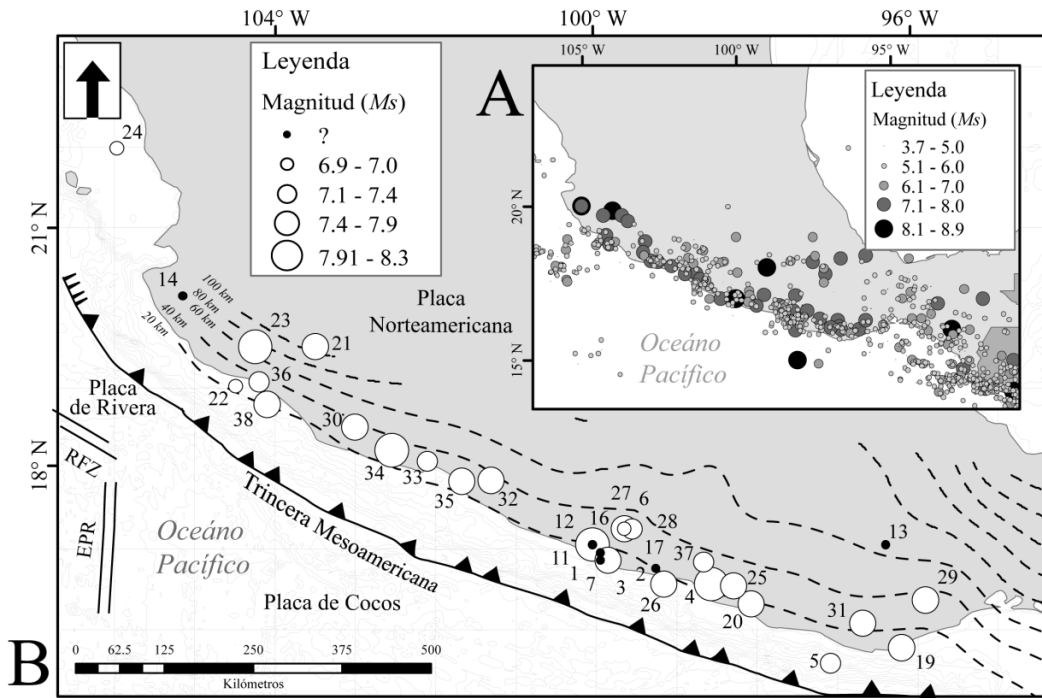 104° W
100° W
96° W
21° N
18° N
Leyenda
Magnitud (Ms)
?
6.9 - 7.0
7.1 - 7.4
7.4 - 7.9
7.91 - 8.3
A
105° W
100° W
95° W
20° N
15° N
Leyenda
Magnitud (Ms)
3.7 - 5.0
5.1 - 6.0
6.1 - 7.0
7.1 - 8.0
8.1 - 8.9
Oceáno
Pacífico
24
14
100 km
80 km
60 km
40 km
20 km
Placa
Norteamericana
23
21
36
22
38
30
34
33
35
32
Placa
de Rivera
RFZ
EPR
Trincera Mesoamericana
Oceáno
Pacífico
Placa de Cocos
27
6
16
28
12
17
11
1
7
3
2
26
37
4
25
20
13
29
31
5
19
B
0 62.5 125 250 375 500
Kilómetros